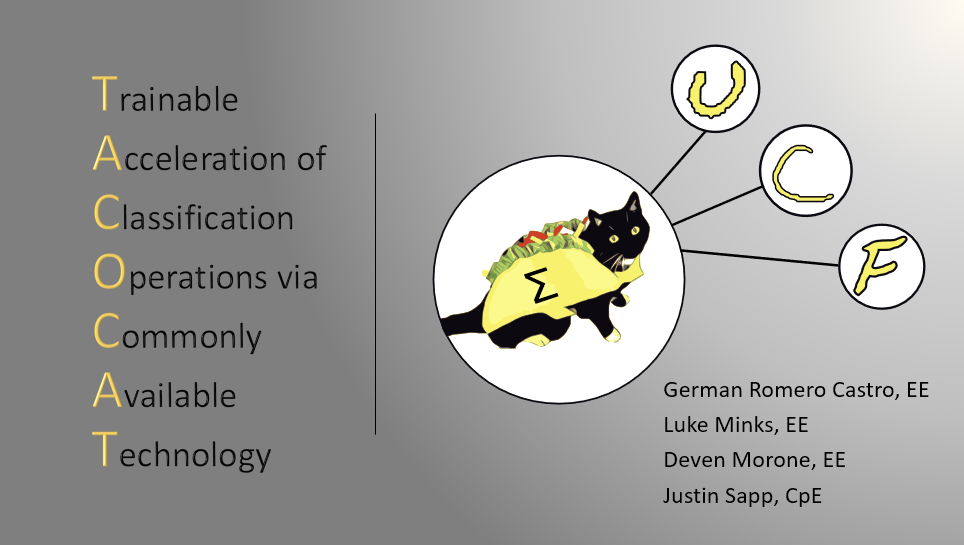 Trainable
Acceleration of
Classification
Operations via
Commonly
Available
Technology
Σ
U
C
F
German Romero Castro, EE
Luke Minks, EE
Deven Morone, EE
Justin Sapp, CpE